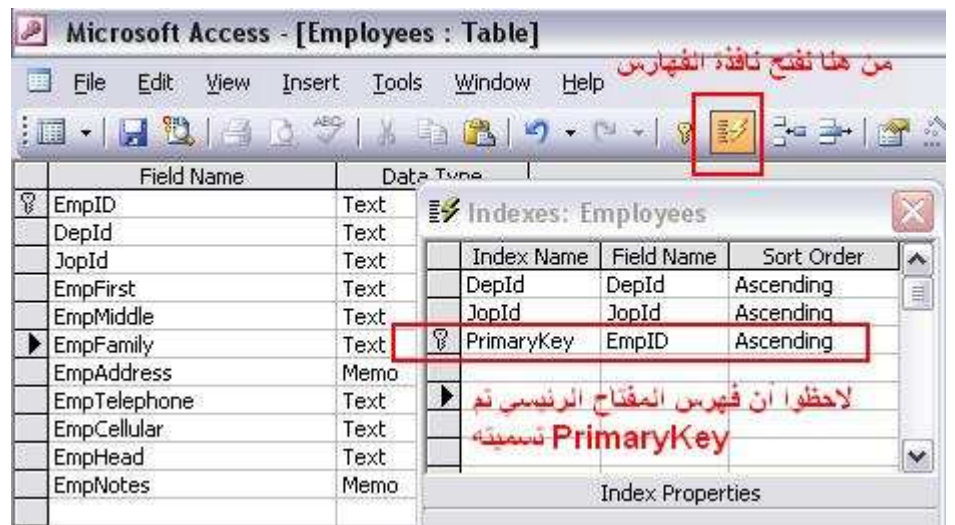 Microsoft Access - [Employees : Table]
من هنا نفتح نافذة الفهارس
File Edit View Insert Tools Window Help
Field Name Data Type
EmpID Text
DepId Text
JopId Text
EmpFirst Text
EmpMiddle Text
EmpFamily Text
EmpAddress Memo
EmpTelephone Text
EmpCellular Text
EmpHead Text
EmpNotes Memo
Indexes: Employees
Index Name Field Name Sort Order
DepId DepId Ascending
JopId JopId Ascending
PrimaryKey EmpID Ascending
لاحظوا أن فهرس المفتاح الرئيسي تم
تسميته PrimaryKey
Index Properties